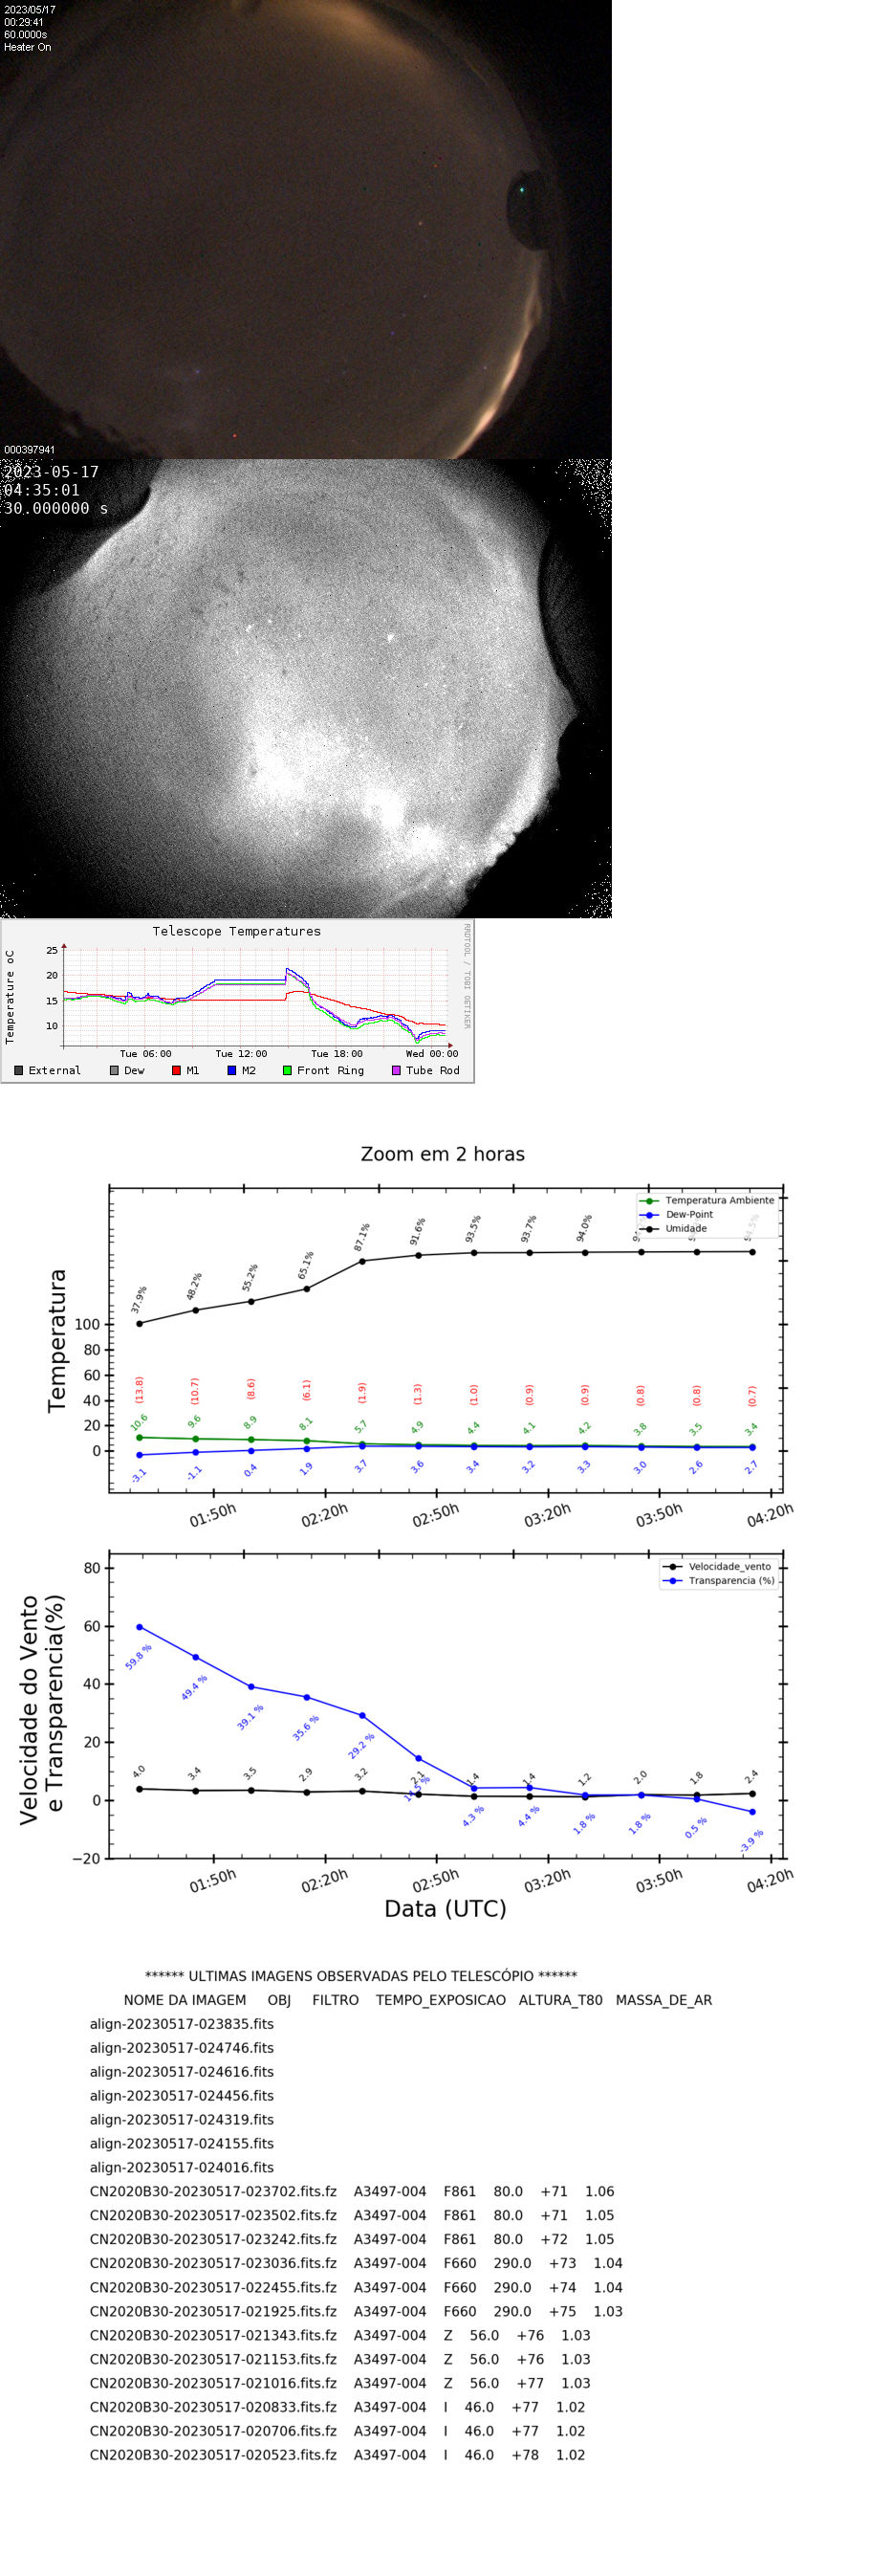 2023/05/17
00:29:41
60.0000s
Heater On
000397941
2023-05-17
04:35:01
30.000000 s
Telescope Temperatures
RRDTOOL / TOBI OETIKER
Temperature oC
25
20
15
10
Tue 06:00 Tue 12:00 Tue 18:00 Wed 00:00
External Dew M1 M2 Front Ring Tube Rod
Zoom em 2 horas
Temperatura Ambiente
Dew-Point
Umidade
Temperatura
37.9% 48.2% 55.2% 65.1% 87.1% 91.6% 93.5% 93.7% 94.0%
100
80
60
40
20
0
(13.8) (10.7) (8.6) (6.1) (1.9) (1.3) (1.0) (0.9) (0.9) (0.8) (0.8) (0.7)
10.6 9.6 8.9 8.1 5.7 4.9 4.4 4.1 4.2 3.8 3.5 3.4
-3.1 -1.1 0.4 1.9 3.7 3.6 3.4 3.2 3.3 3.0 2.6 2.7
01:50h 02:20h 02:50h 03:20h 03:50h 04:20h
Velocidade do Vento
e Transparencia(%)
Velocidade_vento
Transparencia (%)
80
60
40
20
0
−20
59.8 % 49.4 % 39.1 % 35.6 % 29.2 % 4.3 % 4.4 % 1.8 % 1.8 % 0.5 % -3.9 %
4.0 3.4 3.5 2.9 3.2 2.1 1.4 1.4 1.2 2.0 1.8 2.4
01:50h 02:20h 02:50h 03:20h 03:50h 04:20h
Data (UTC)
****** ULTIMAS IMAGENS OBSERVADAS PELO TELESCÓPIO ******
NOME DA IMAGEM OBJ FILTRO TEMPO_EXPOSICAO ALTURA_T80 MASSA_DE_AR
align-20230517-023835.fits
align-20230517-024746.fits
align-20230517-024616.fits
align-20230517-024456.fits
align-20230517-024319.fits
align-20230517-024155.fits
align-20230517-024016.fits
CN2020B30-20230517-023702.fits.fz A3497-004 F861 80.0 +71 1.06
CN2020B30-20230517-023502.fits.fz A3497-004 F861 80.0 +71 1.05
CN2020B30-20230517-023242.fits.fz A3497-004 F861 80.0 +72 1.05
CN2020B30-20230517-023036.fits.fz A3497-004 F660 290.0 +73 1.04
CN2020B30-20230517-022455.fits.fz A3497-004 F660 290.0 +74 1.04
CN2020B30-20230517-021925.fits.fz A3497-004 F660 290.0 +75 1.03
CN2020B30-20230517-021343.fits.fz A3497-004 Z 56.0 +76 1.03
CN2020B30-20230517-021153.fits.fz A3497-004 Z 56.0 +76 1.03
CN2020B30-20230517-021016.fits.fz A3497-004 Z 56.0 +77 1.03
CN2020B30-20230517-020833.fits.fz A3497-004 I 46.0 +77 1.02
CN2020B30-20230517-020706.fits.fz A3497-004 I 46.0 +77 1.02
CN2020B30-20230517-020523.fits.fz A3497-004 I 46.0 +78 1.02